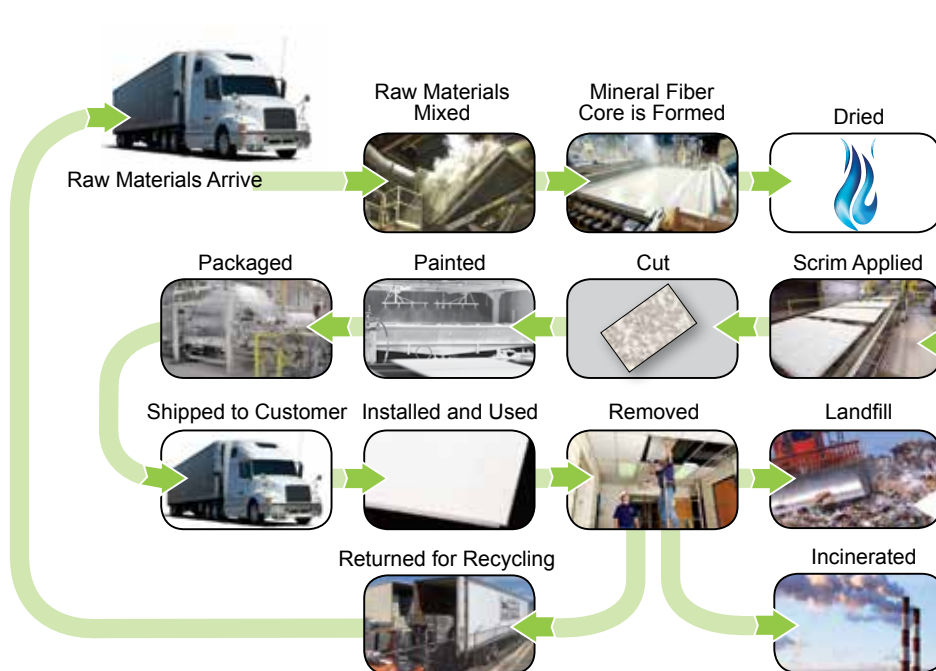 Raw Materials
Mixed
Mineral Fiber
Core is Formed
Dried
Raw Materials Arrive
Packaged
Painted
Cut
Scrim Applied
Shipped to Customer
Installed and Used
Removed
Landfill
Returned for Recycling
Incinerated